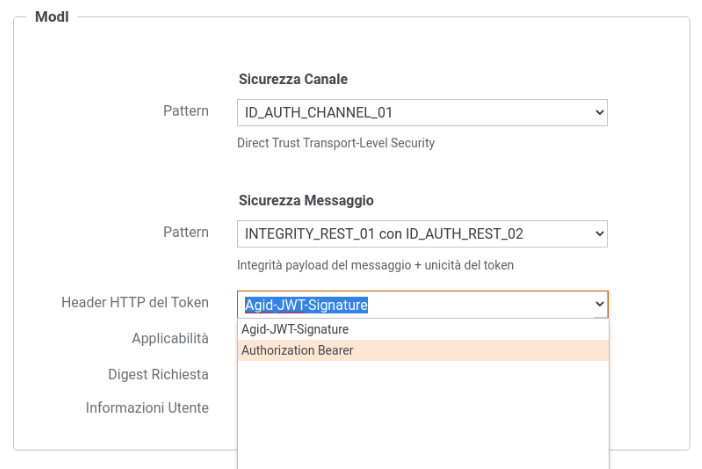 ModI
Sicurezza Canale
Pattern ID_AUTH_CHANNEL_01
Direct Trust Transport-Level Security
Sicurezza Messaggio
Pattern INTEGRITY_REST_01 con ID_AUTH_REST_02
Integrità payload del messaggio + unicità del token
Header HTTP del Token Agid-JWT-Signature
Agid-JWT-Signature
Applicabilità
Authorization Bearer
Digest Richiesta
Informazioni Utente